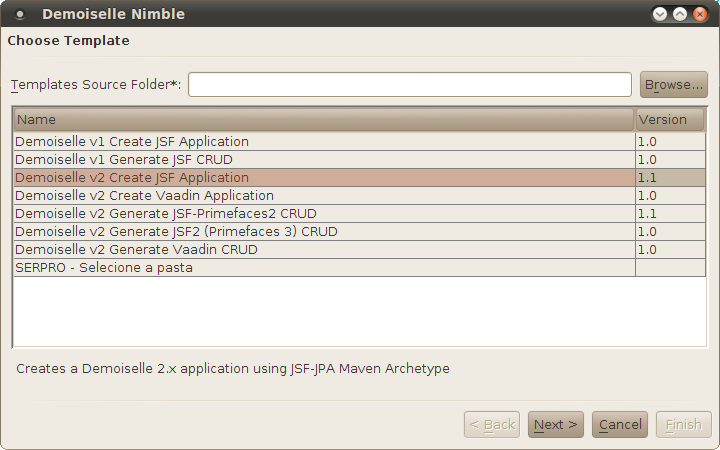 Demoiselle Nimble
Choose Template
Templates Source Folder*: Browse...
Name Version
Demoiselle v1 Create JSF Application 1.0
Demoiselle v1 Generate JSF CRUD 1.0
Demoiselle v2 Create JSF Application 1.1
Demoiselle v2 Create Vaadin Application 1.0
Demoiselle v2 Generate JSF-Primefaces2 CRUD 1.1
Demoiselle v2 Generate JSF2 (Primefaces 3) CRUD 1.0
Demoiselle v2 Generate Vaadin CRUD 1.0
SERPRO - Selecione a pasta
Creates a Demoiselle 2.x application using JSF-JPA Maven Archetype
< Back Next > Cancel Finish